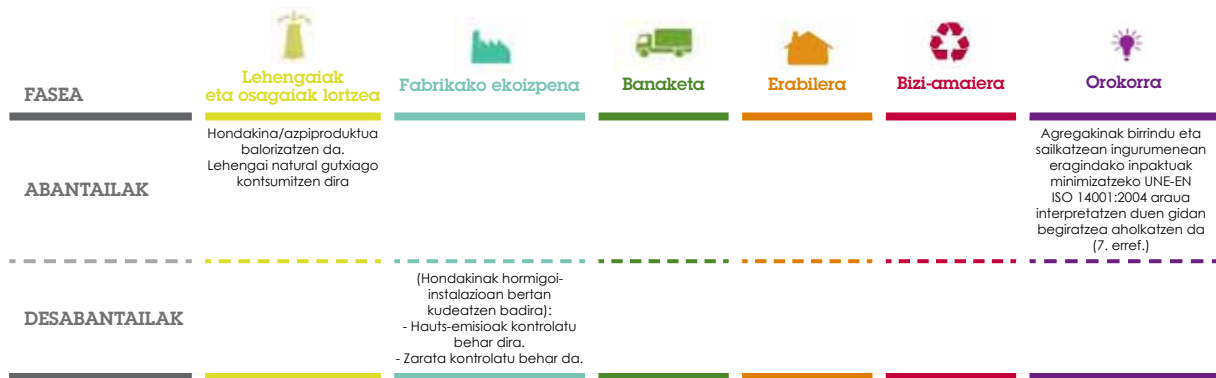 FASEA
Lehengaiak
eta osagaiak lortzea
Fabrikako ekoizpena
Banaketa
Erabilera
Bizi-amaiera
Orokorra
ABANTAILAK
Hondakina/azpiproduktua
balorizatzen da.
Lehengai natural gutxiago
kontsumitzen dira
Agregakinak birrindu eta
sailkatzean ingurumenean
eragindako inpaktuak
minimizatzeko UNE-EN
ISO 14001:2004 araua
interpretatzen duen gidan
begiratzea aholkatzen da
(7. erref.)
DESABANTAILAK
(Hondakinak hormigoi-
instalazioan bertan
kudeatzen badira):
- Hauts-emisioak kontrolatu
behar dira.
- Zarata kontrolatu behar da.